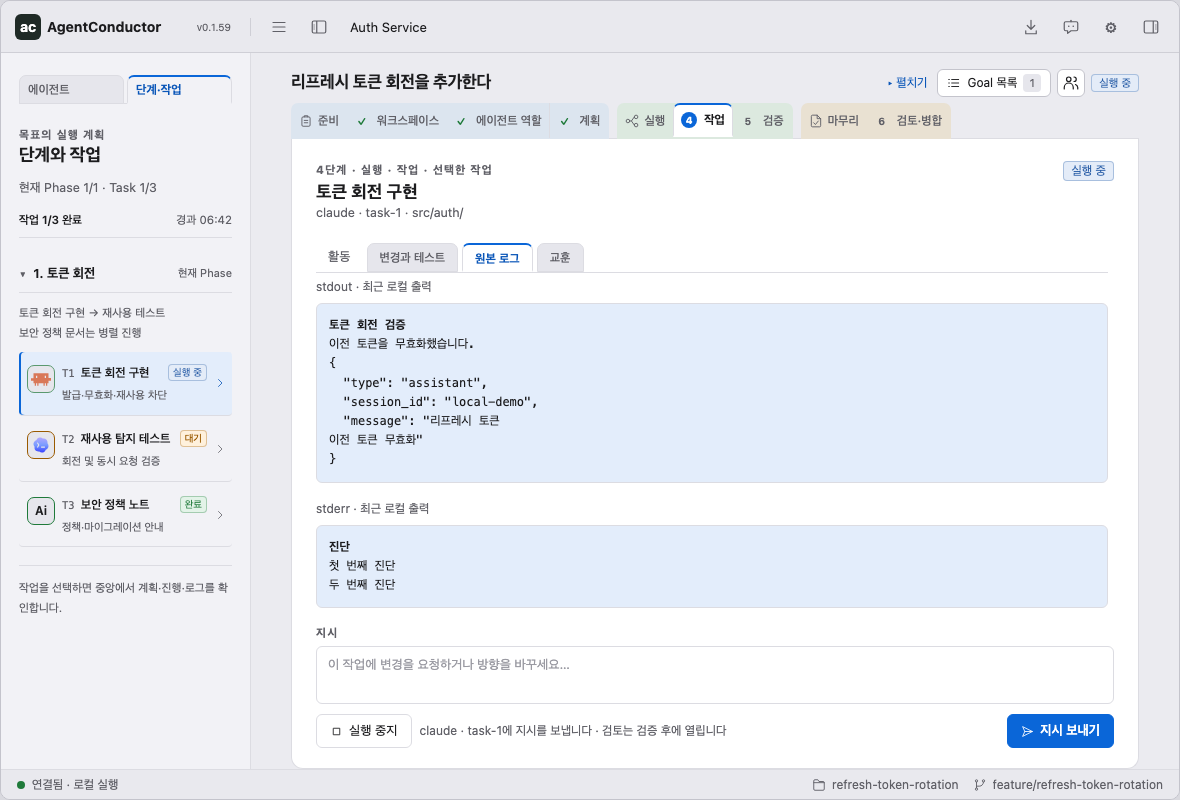 ac AgentConductor v0.1.59 Auth Service
에이전트 단계·작업
목표의 실행 계획
단계와 작업
현재 Phase 1/1 · Task 1/3
작업 1/3 완료 경과 06:42
▾ 1. 토큰 회전 현재 Phase
토큰 회전 구현 → 재사용 테스트
보안 정책 문서는 병렬 진행
T1 토큰 회전 구현 실행 중
발급·무효화·재사용 차단
T2 재사용 탐지 테스트 대기
회전 및 동시 요청 검증
Ai T3 보안 정책 노트 완료
정책·마이그레이션 안내
작업을 선택하면 중앙에서 계획·진행·로그를 확
인합니다.
리프레시 토큰 회전을 추가한다 ▸ 펼치기 Goal 목록 1 실행 중
준비 ✓ 워크스페이스 ✓ 에이전트 역할 ✓ 계획 실행 4 작업 5 검증 마무리 6 검토·병합
4단계 · 실행 · 작업 · 선택한 작업 실행 중
토큰 회전 구현
claude · task-1 · src/auth/
활동 변경과 테스트 원본 로그 교훈
stdout · 최근 로컬 출력
토큰 회전 검증
이전 토큰을 무효화했습니다.
{
"type": "assistant",
"session_id": "local-demo",
"message": "리프레시 토큰
이전 토큰 무효화"
}
stderr · 최근 로컬 출력
진단
첫 번째 진단
두 번째 진단
지시
이 작업에 변경을 요청하거나 방향을 바꾸세요...
실행 중지 claude · task-1에 지시를 보냅니다 · 검토는 검증 후에 열립니다 지시 보내기
연결됨 · 로컬 실행 refresh-token-rotation feature/refresh-token-rotation